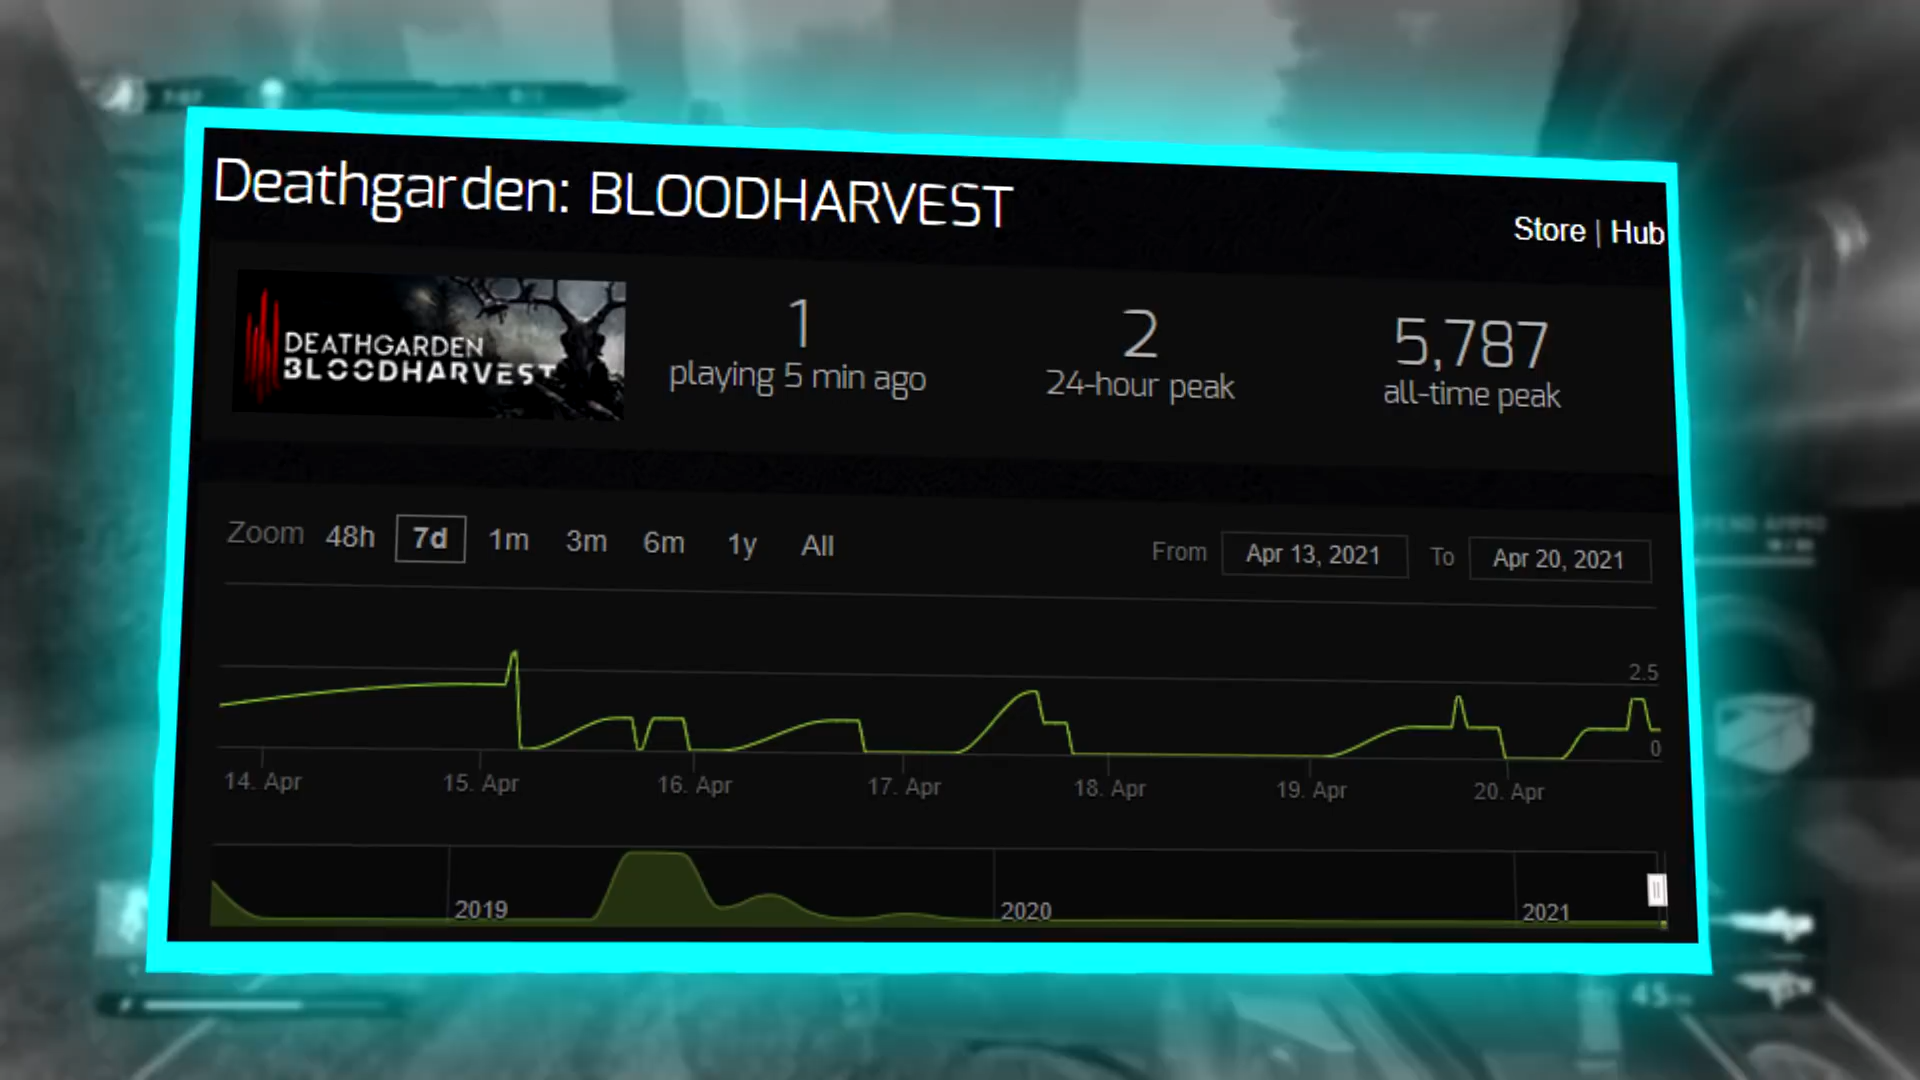 Deathgarden: BLOODHARVEST
Store | Hub
DEATHGARDEN
BLOODHARVEST
1
playing 5 min ago
2
24-hour peak
5,787
all-time peak
Zoom 48h 7d 1m 3m 6m 1y All
From Apr 13, 2021 To Apr 20, 2021
2.5
0
14. Apr 15. Apr 16. Apr 17. Apr 18. Apr 19. Apr 20. Apr
2019 2020 2021
45